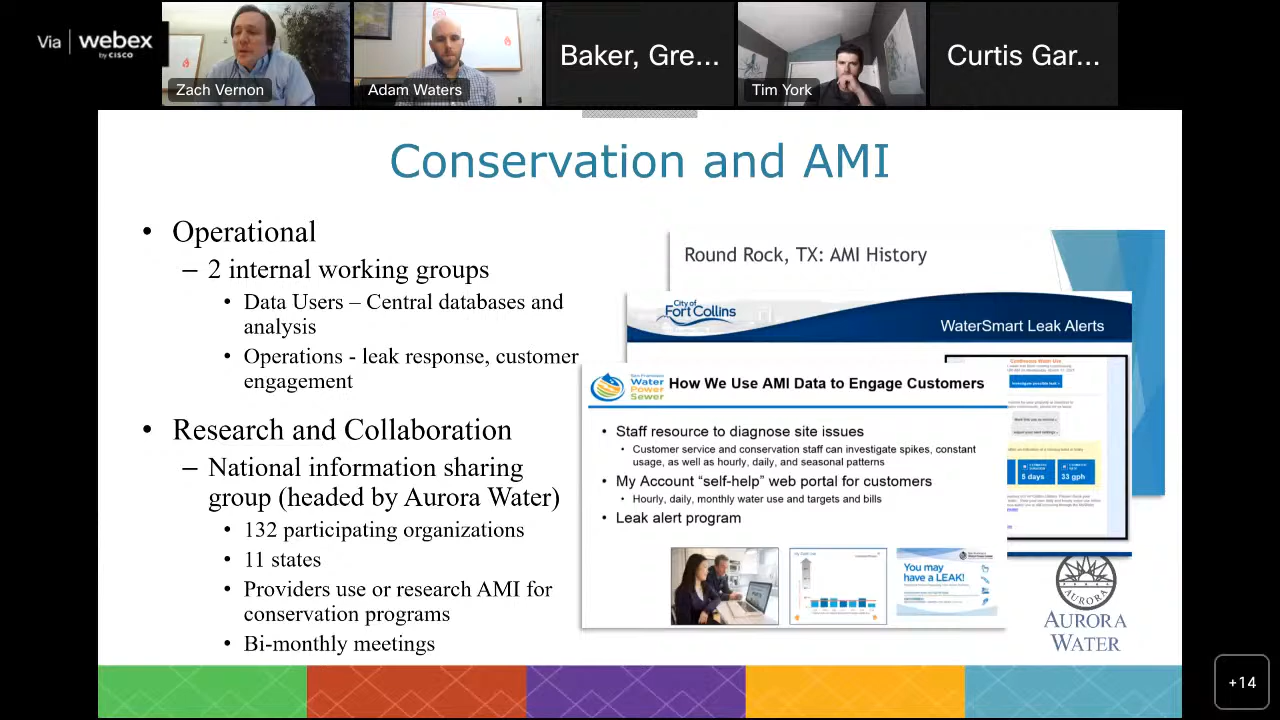 Via webex
by CISCO
Zach Vernon
Adam Waters
Baker, Gre...
Tim York
Curtis Gar...
Conservation and AMI
• Operational
– 2 internal working groups
• Data Users – Central databases and
analysis
• Operations - leak response, customer
engagement
• Research and Collaboration
– National information sharing
group (headed by Aurora Water)
• 132 participating organizations
• 11 states
• Providers use or research AMI for
conservation programs
• Bi-monthly meetings
Round Rock, TX: AMI History
City of
FORT COLLINS
WaterSmart Leak Alerts
Continuous Water Use
5 days
33 gph
San Francisco
Water
Power
Sewer
How We Use AMI Data to Engage Customers
• Staff resource to diagnose site issues
• Customer service and conservation staff can investigate spikes, constant
usage, as well as hourly, daily, and seasonal patterns
• My Account “self-help” web portal for customers
• Hourly, daily, monthly water use and targets and bills
• Leak alert program
You may
have a LEAK!
AURORA
AURORA
WATER
+14